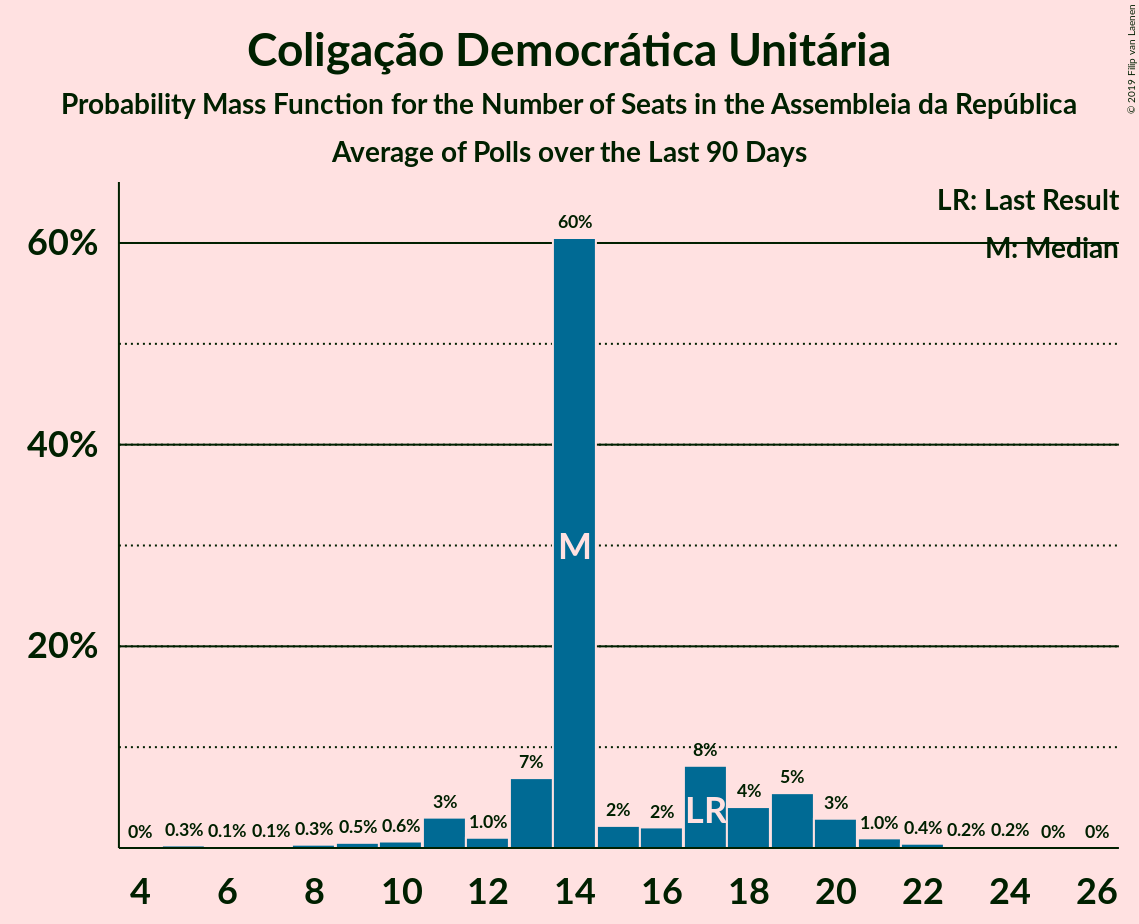 Coligação Democrática Unitária
Probability Mass Function for the Number of Seats in the Assembleia da República
Average of Polls over the Last 90 Days
© 2019 Filip van Laenen
LR: Last Result
M: Median
60%
40%
20%
0% 0.3% 0.1% 0.1% 0.3% 0.5% 0.6% 3% 1.0% 7% 60% 2% 2% 8% 4% 5% 3% 1.0% 0.4% 0.2% 0.2% 0% 0%
M
LR
4 6 8 10 12 14 16 18 20 22 24 26